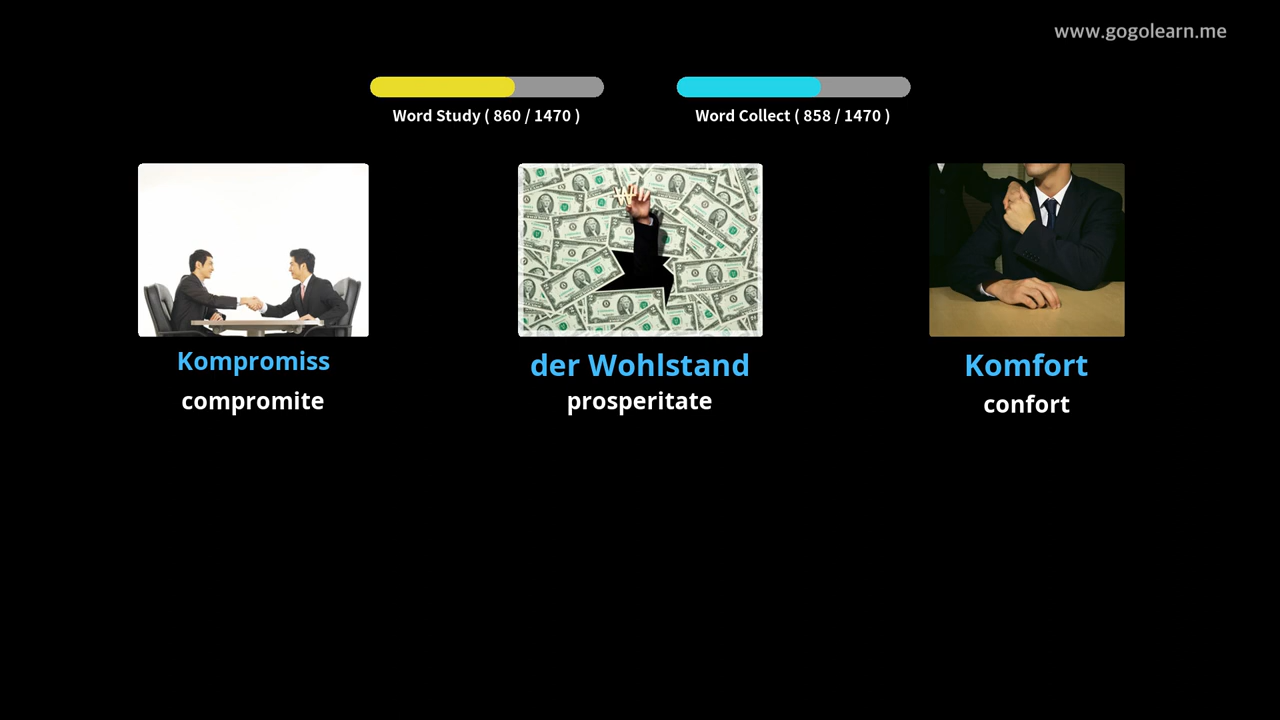 www.gogolearn.me
Word Study ( 860 / 1470 )
Word Collect ( 858 / 1470 )
Kompromiss
compromite
der Wohlstand
prosperitate
Komfort
confort